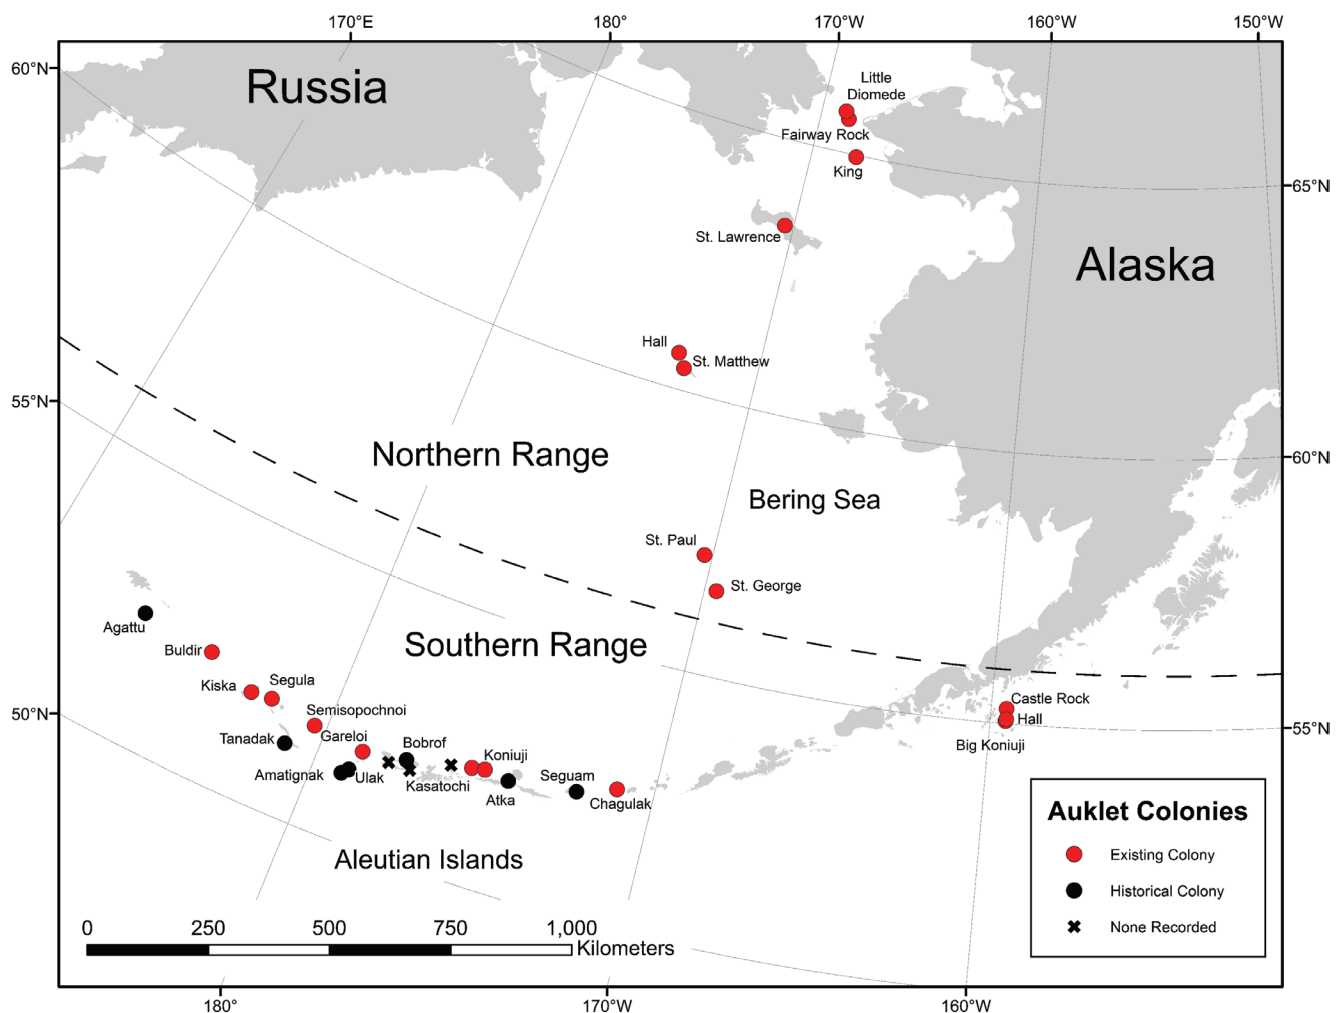 170°E
180°
170°W
160°W
150°W
60°N
Russia
Little
Diomede
Fairway Rock
King
65°N
St. Lawrence
Alaska
Hall
St. Matthew
55°N
Northern Range
60°N
Bering Sea
St. Paul
St. George
Agattu
Southern Range
Buldir
Kiska
Segula
Castle Rock
Semisopochnoi
50°N
Hall
55°N
Tanadak
Gareloi
Bobrof
Big Koniuji
Koniuji
Amatignak
Ulak
Kasatochi
Seguam
Atka
Chagulak
Auklet Colonies
Existing Colony
Historical Colony
None Recorded
Aleutian Islands
0
250
500
750
1,000
Kilometers
180°
170°W
160°W